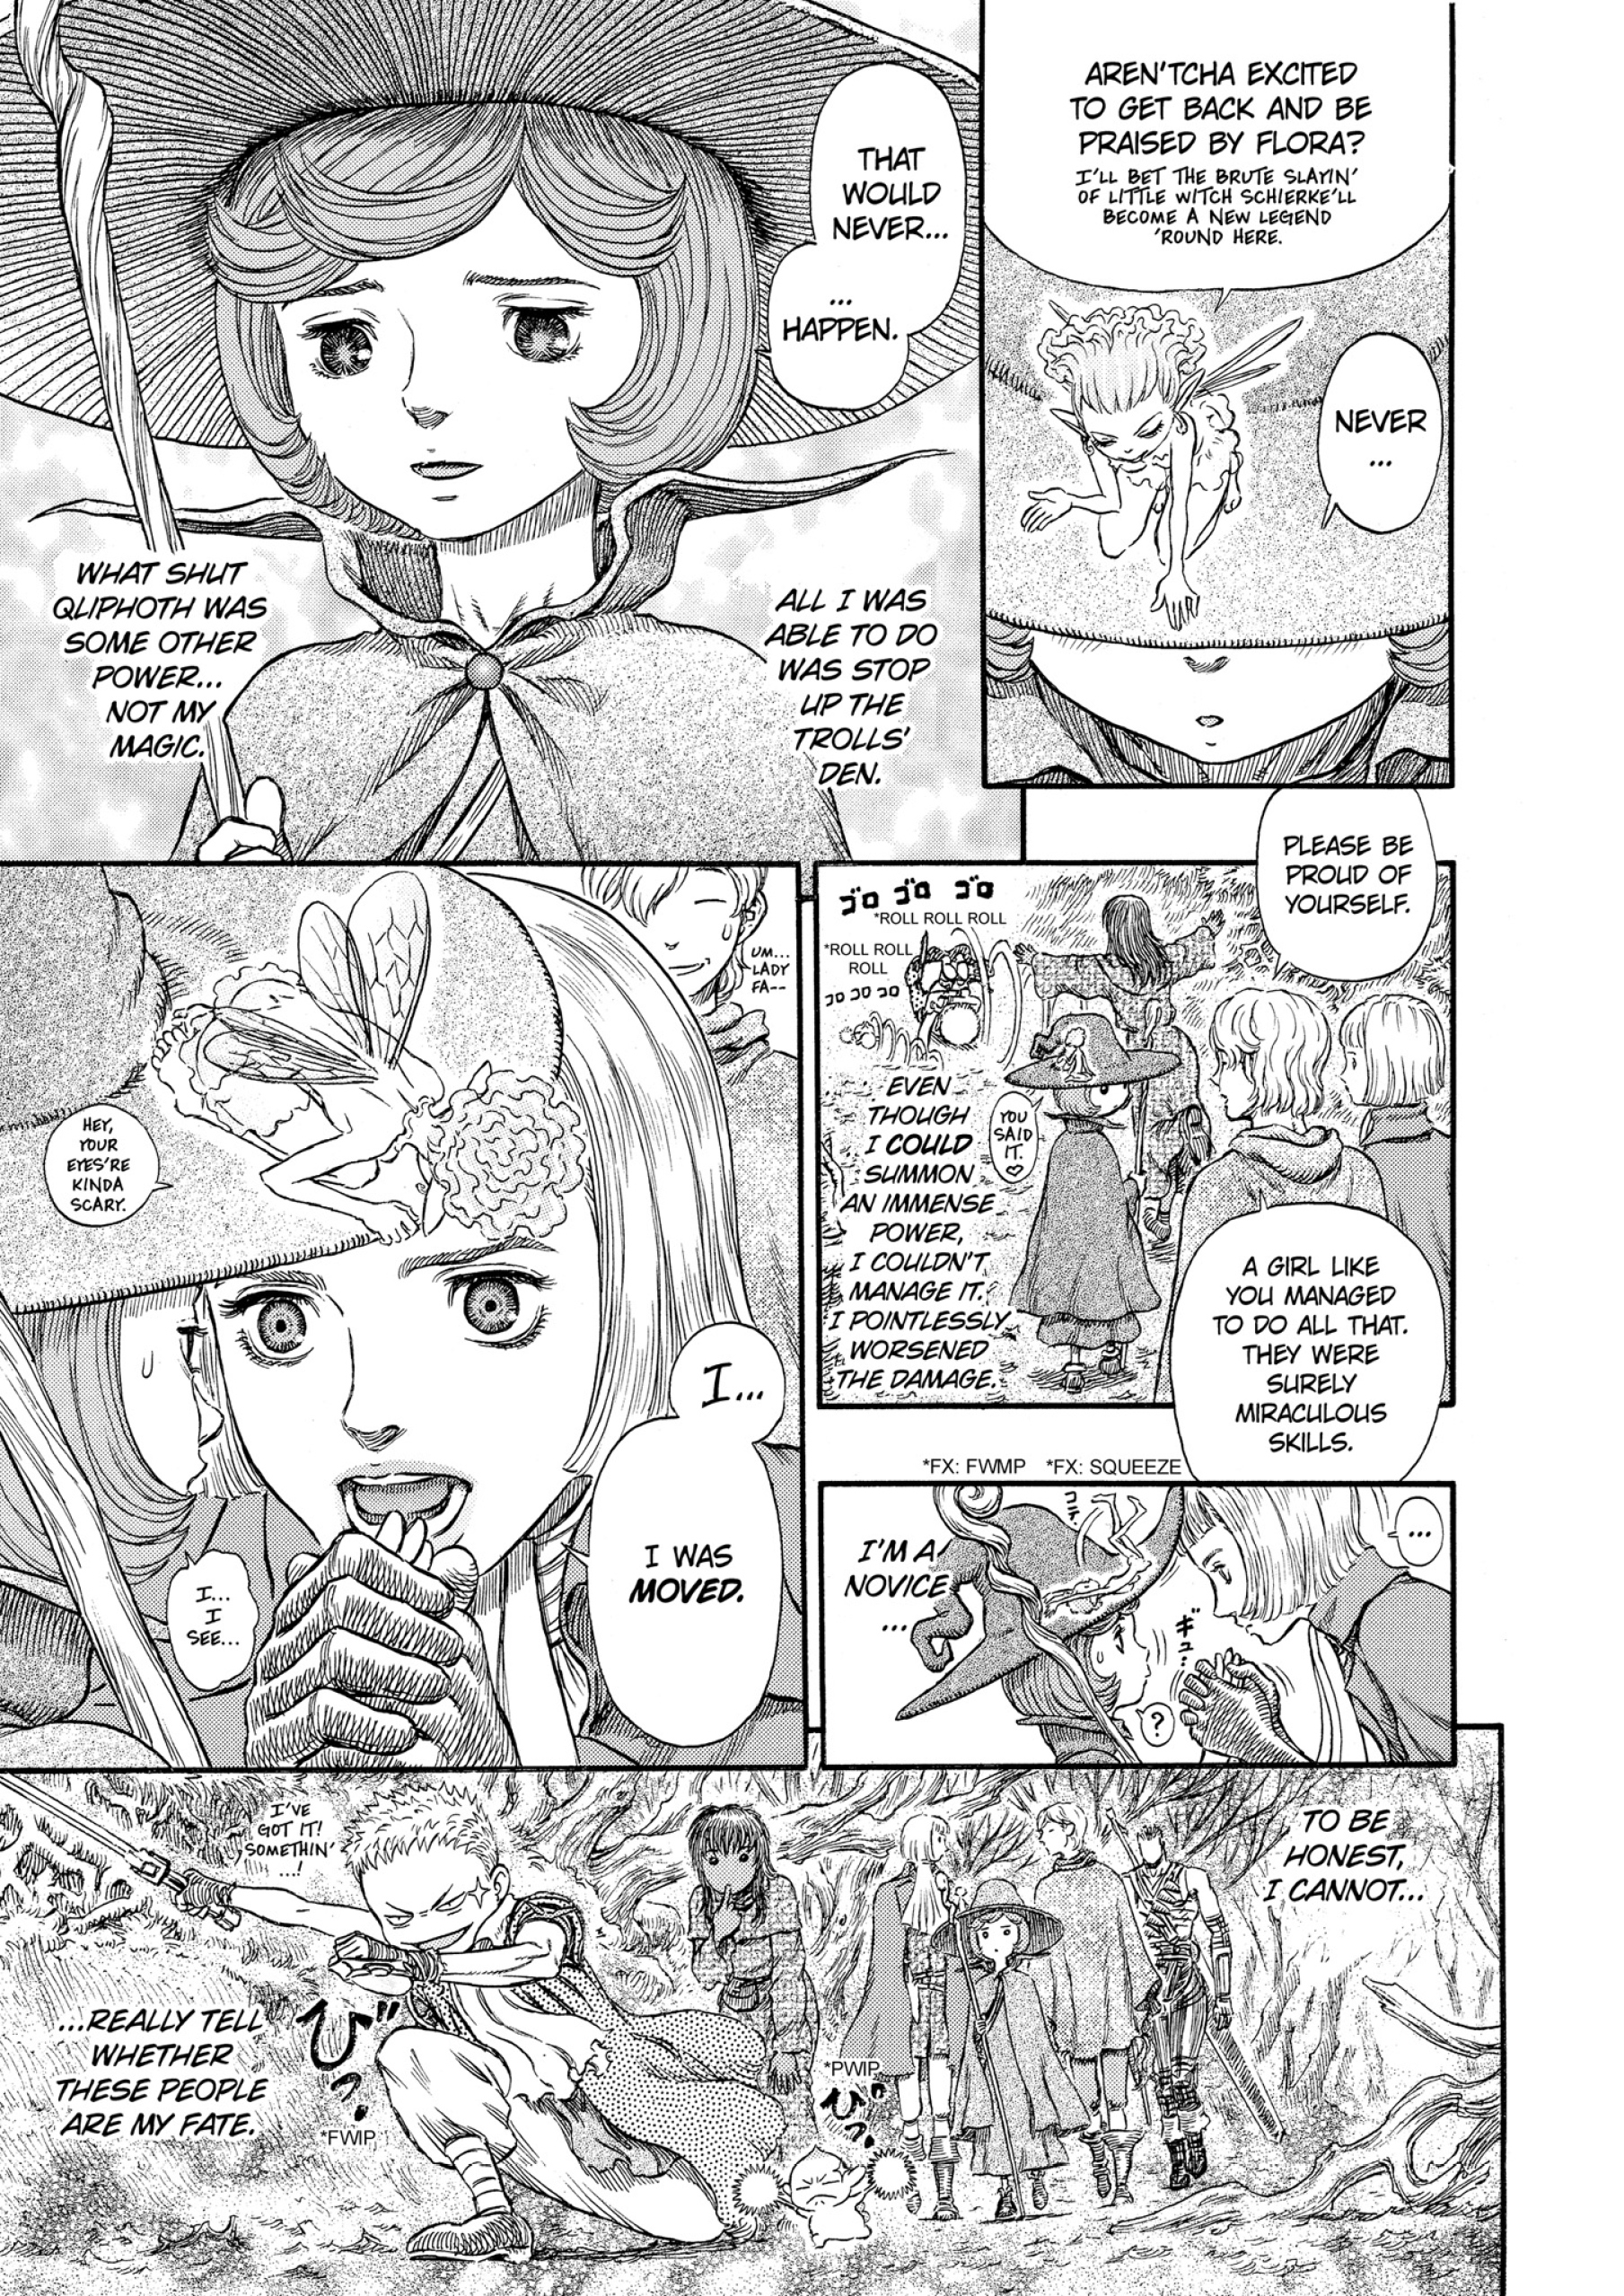 AREN'TCHA EXCITED
TO GET BACK AND BE
PRAISED BY FLORA?
I'LL BET THE BRUTE SLAYIN'
OF LITTLE WITCH SCHIERKE'LL
BECOME A NEW LEGEND
'ROUND HERE.
NEVER
...
THAT
WOULD
NEVER...
...
HAPPEN.
ALL I WAS
ABLE TO DO
WAS STOP
UP THE
TROLLS'
DEN.
WHAT SHUT
QLIPHOTH WAS
SOME OTHER
POWER...
NOT MY
MAGIC.
PLEASE BE
PROUD OF
YOURSELF.
ゴロ ゴロ ゴロ
*ROLL ROLL ROLL
*ROLL ROLL
ROLL
コロ コロ コロ
YOU
SAID
IT.
♡
EVEN
THOUGH
I COULD
SUMMON
AN IMMENSE
POWER,
I COULDN'T
MANAGE IT.
I POINTLESSLY
WORSENED
THE DAMAGE.
A GIRL LIKE
YOU MANAGED
TO DO ALL THAT.
THEY WERE
SURELY
MIRACULOUS
SKILLS.
*FX: FWMP *FX: SQUEEZE
...
ギュ...
?
I'M A
NOVICE
...
UM...
LADY
FA--
HEY,
YOUR
EYES'RE
KINDA
SCARY.
I...
I WAS
MOVED.
I...
I
SEE...
TO BE
HONEST,
I CANNOT...
I'VE
GOT IT!
SOMETHIN'
...!
びっ
*FWIP
*PWIP
びっ
...REALLY TELL
WHETHER
THESE PEOPLE
ARE MY FATE.